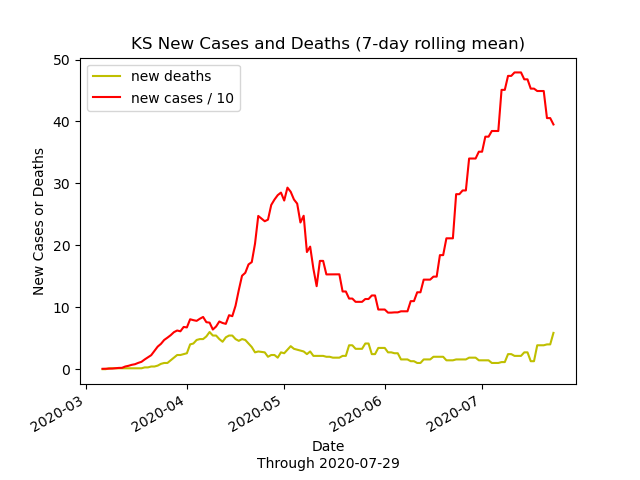 KS New Cases and Deaths (7-day rolling mean)
new deaths
new cases / 10
New Cases or Deaths
50
40
30
20
10
0
2020-03
2020-04
2020-05
2020-06
2020-07
Date
Through 2020-07-29